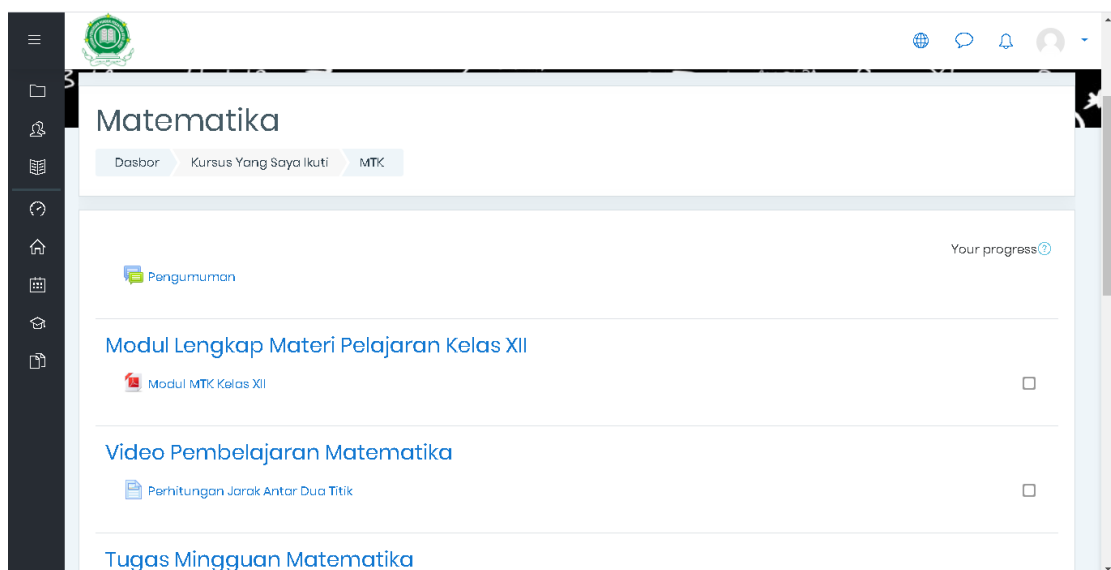 Matematika
Dasbor Kursus Yang Saya Ikuti MTK
Your progress
Pengumuman
Modul Lengkap Materi Pelajaran Kelas XII
Modul MTK Kelas XII
Video Pembelajaran Matematika
Perhitungan Jarak Antar Dua Titik
Tugas Mingguan Matematika